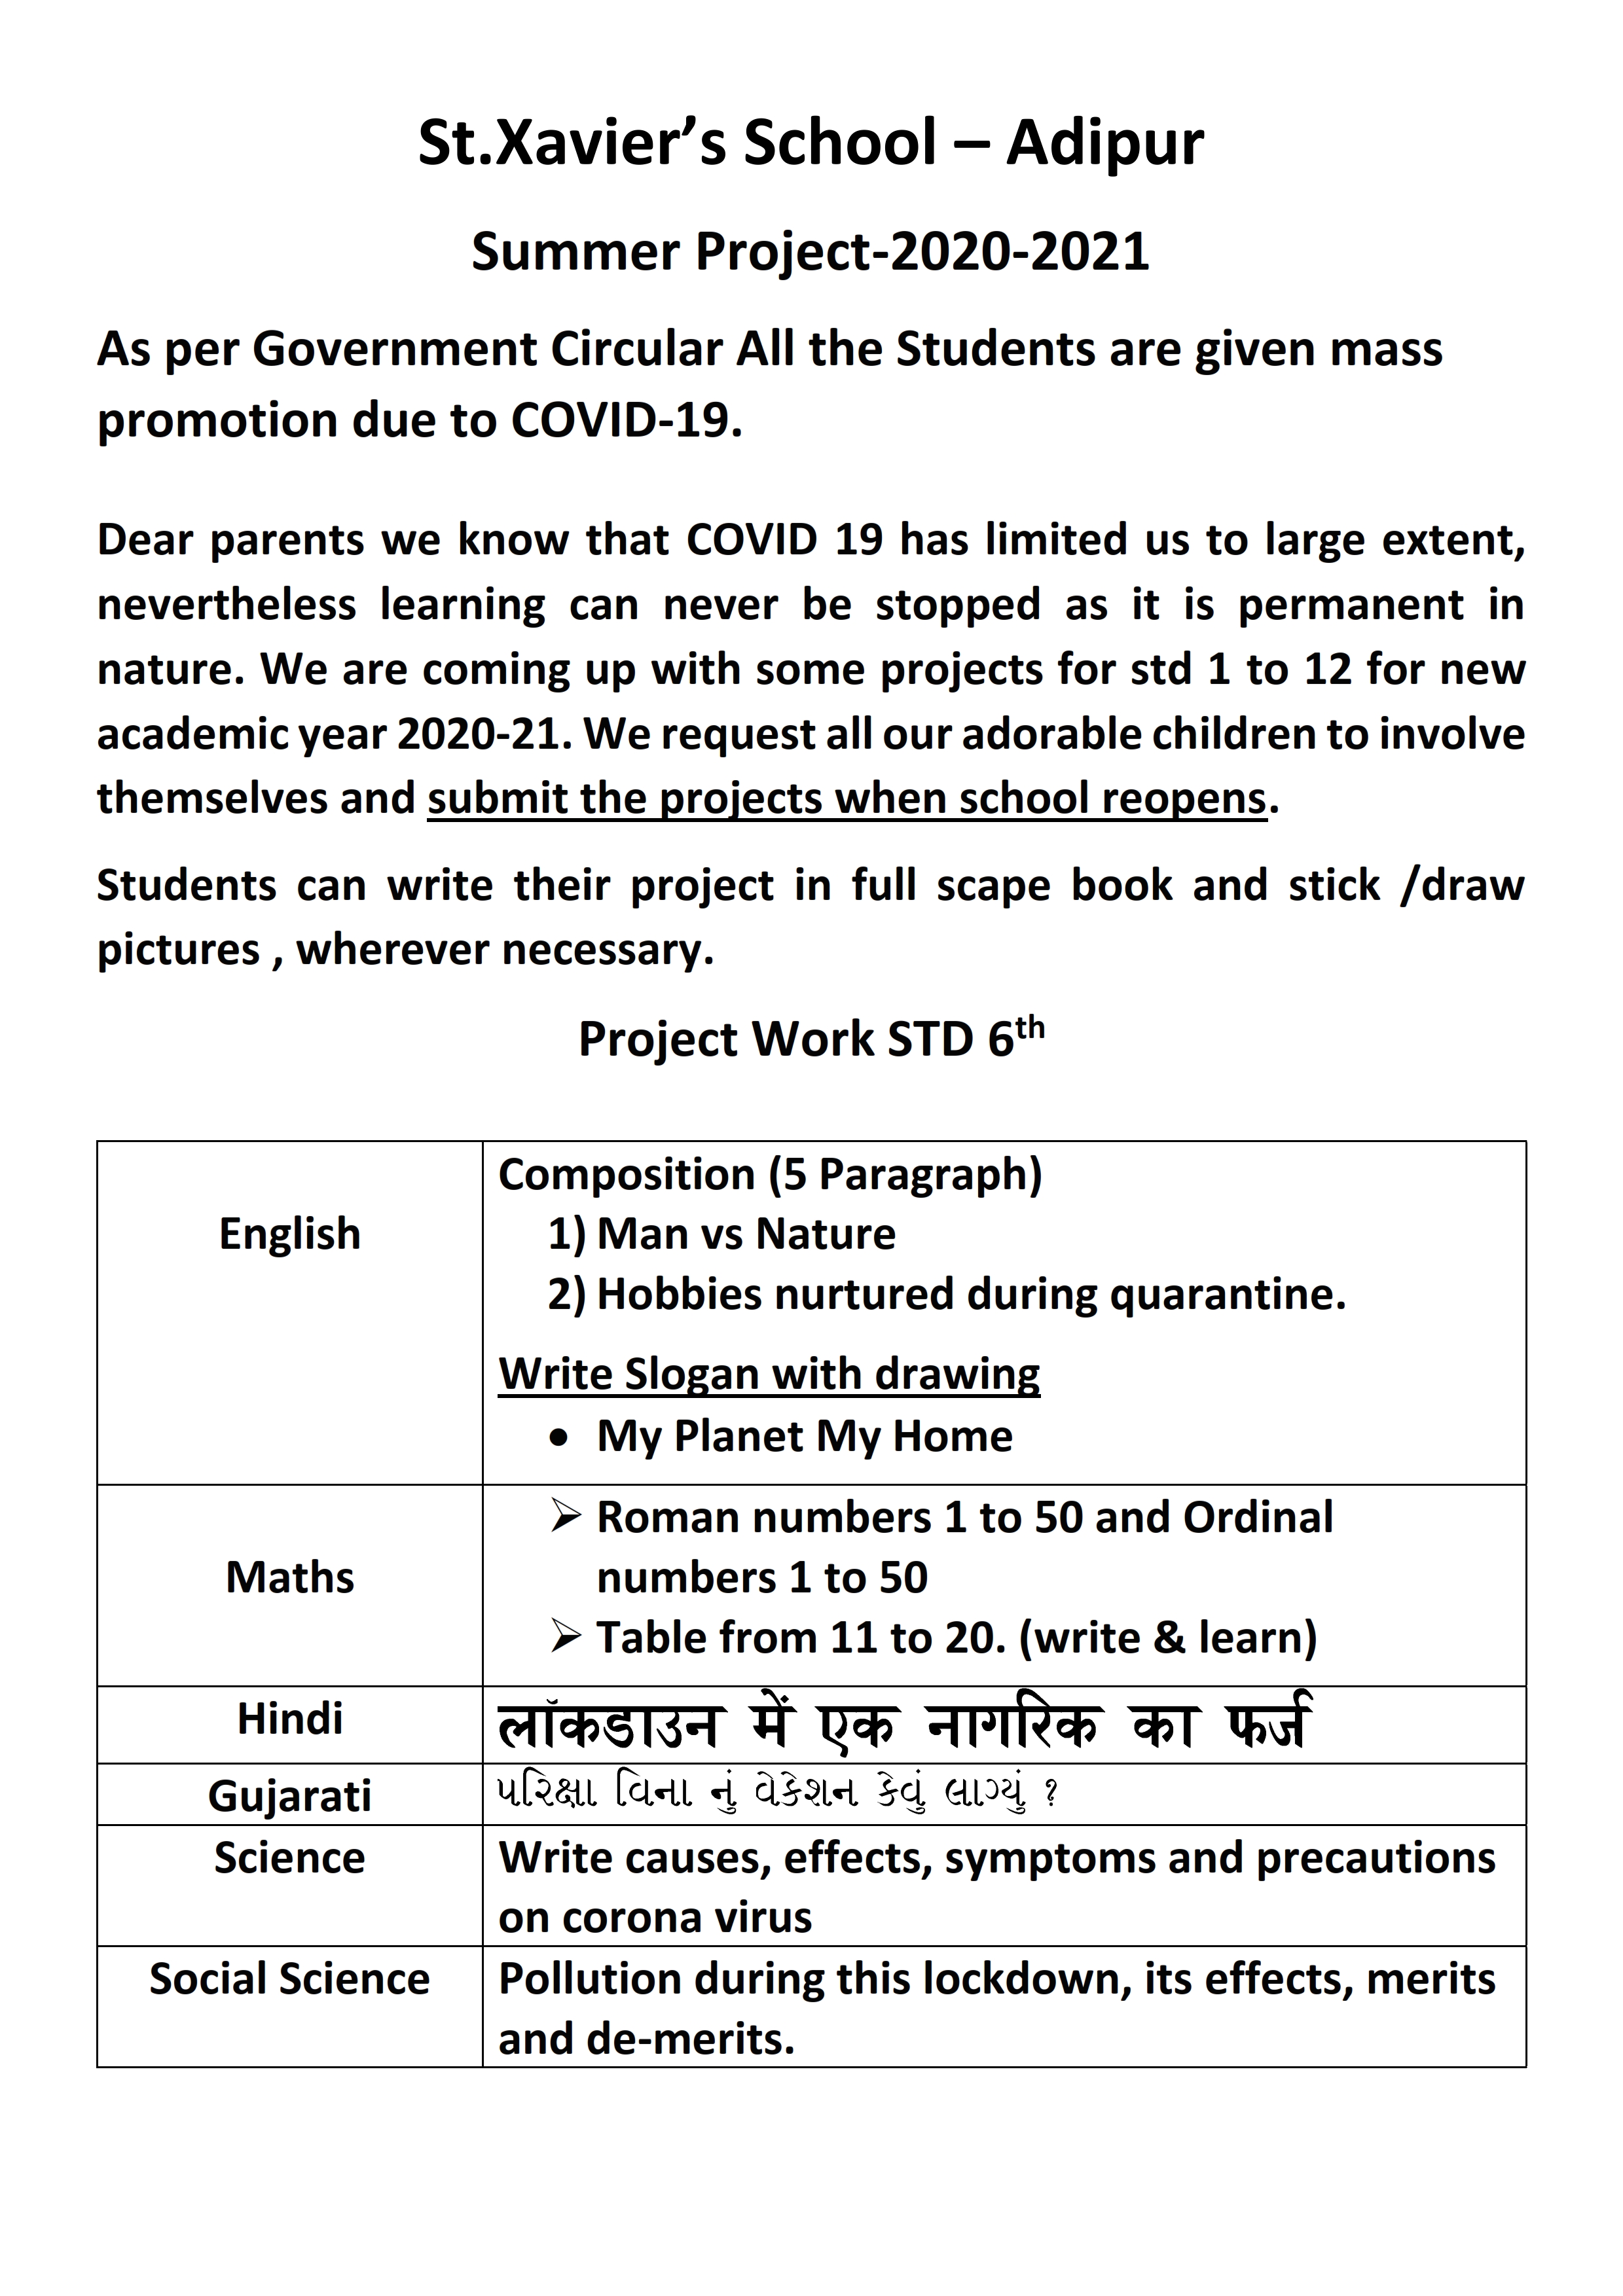 St.Xavier’s School – Adipur
Summer Project-2020-2021
As per Government Circular All the Students are given mass
promotion due to COVID-19.
Dear parents we know that COVID 19 has limited us to large extent,
nevertheless learning can never be stopped as it is permanent in
nature. We are coming up with some projects for std 1 to 12 for new
academic year 2020-21. We request all our adorable children to involve
themselves and submit the projects when school reopens.
Students can write their project in full scape book and stick /draw
pictures , wherever necessary.
Project Work STD 6th
English
Composition (5 Paragraph)
1) Man vs Nature
2) Hobbies nurtured during quarantine.
Write Slogan with drawing
• My Planet My Home
Maths
➢ Roman numbers 1 to 50 and Ordinal
numbers 1 to 50
➢ Table from 11 to 20. (write & learn)
Hindi
लॉकडाउन में एक नागरिक का फर्ज
Gujarati
પરિક્ષા વિના નું વેકેશન કેવું લાગ્યું ?
Science
Write causes, effects, symptoms and precautions
on corona virus
Social Science
Pollution during this lockdown, its effects, merits
and de-merits.